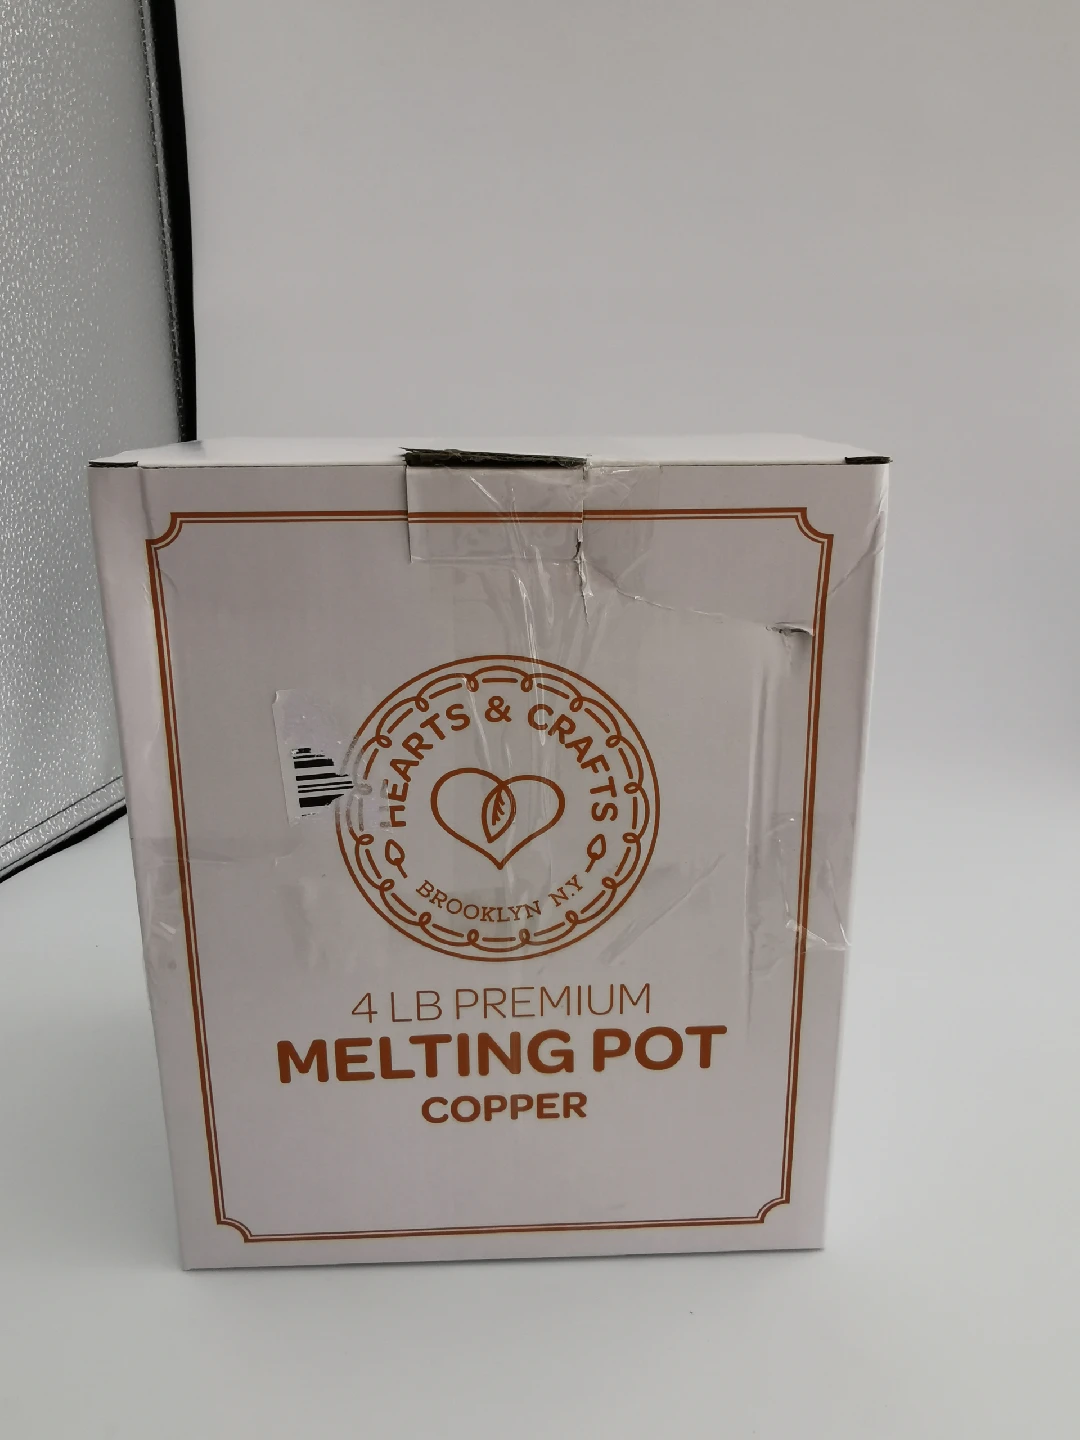 HEARTS & CRAFTS
BROOKLYN N.Y
4 LB PREMIUM
MELTING POT
COPPER